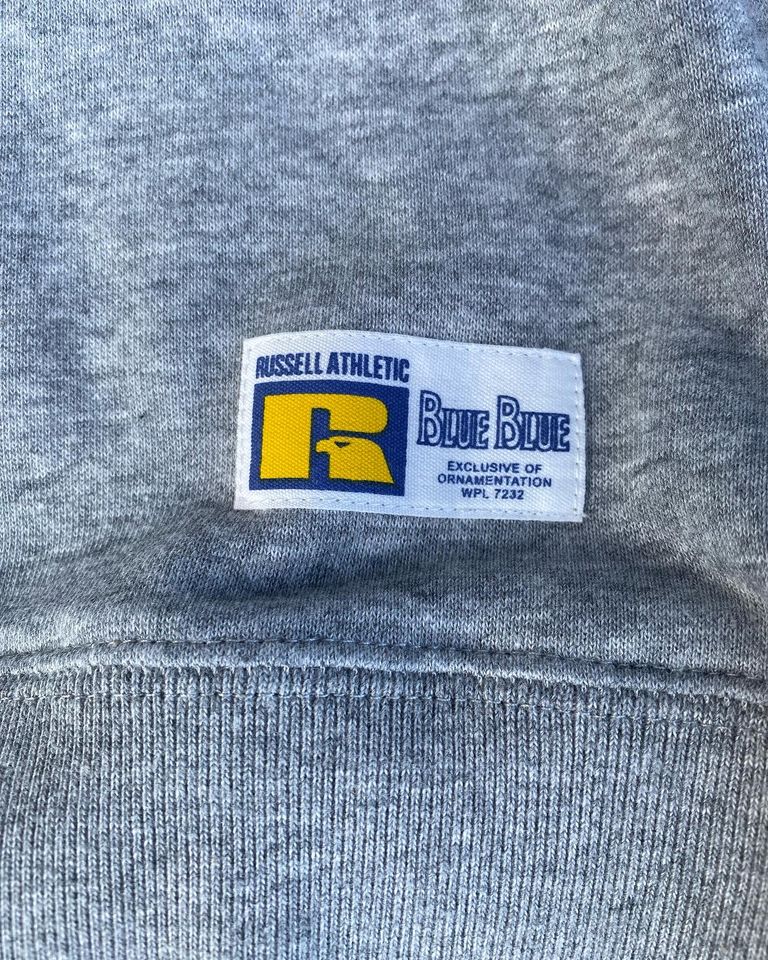 RUSSELL ATHLETIC
R
BLUE BLUE
EXCLUSIVE OF
ORNAMENTATION
WPL 7232